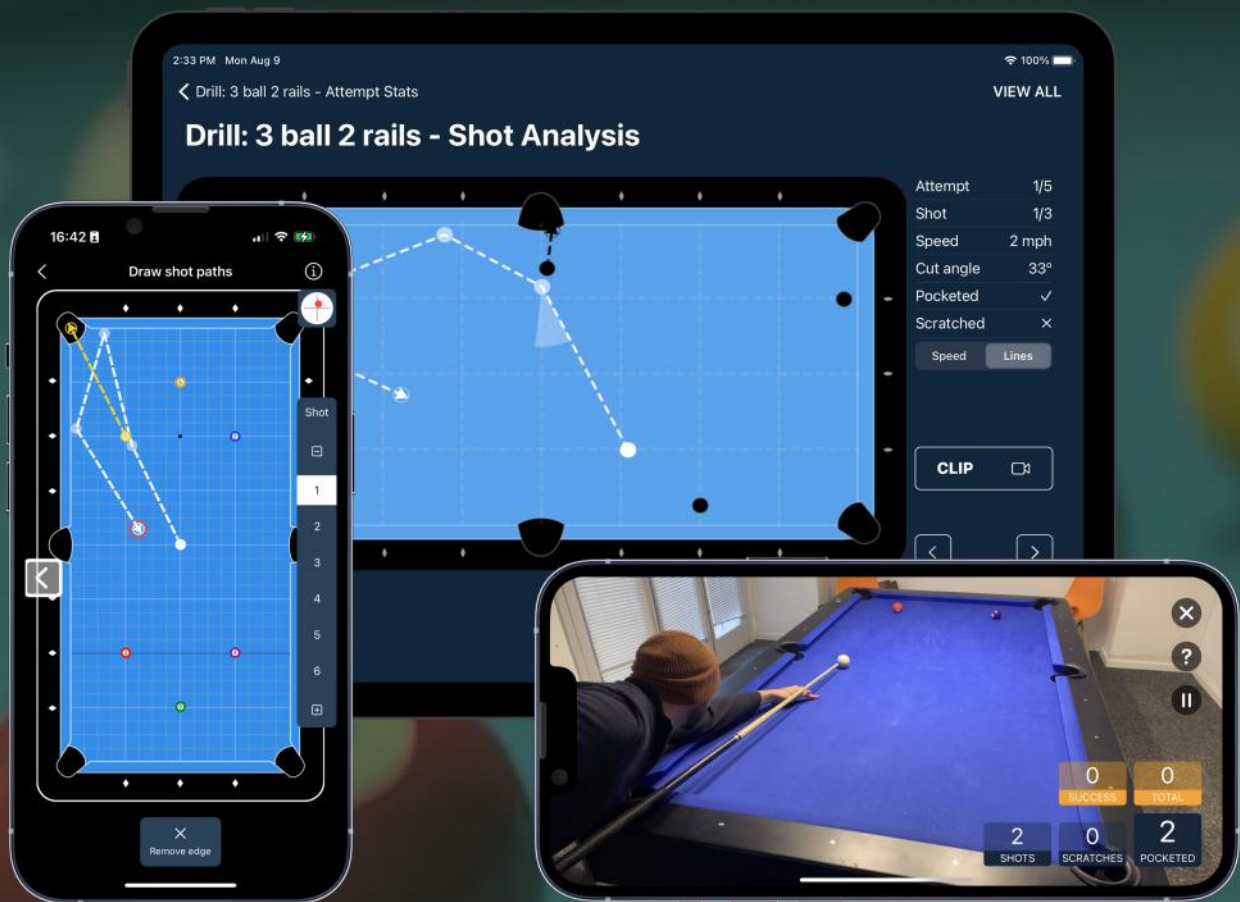 2:33 PM Mon Aug 9
100%
Drill: 3 ball 2 rails - Attempt Stats
VIEW ALL
Drill: 3 ball 2 rails - Shot Analysis
Attempt 1/5
Shot 1/3
Speed 2 mph
Cut angle 33°
Pocketed ✓
Scratched ×
Speed Lines
CLIP
16:42
Draw shot paths
Shot
1
2
3
4
5
6
Remove edge
?
0 SUCCESS
0 TOTAL
2 SHOTS
0 SCRATCHES
2 POCKETED